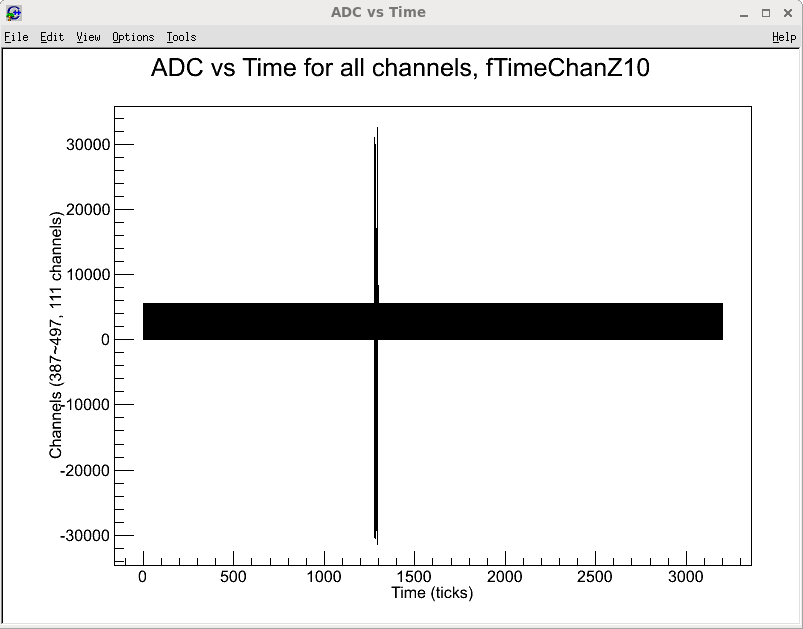 ADC vs Time
File Edit View Options Tools Help
ADC vs Time for all channels, fTimeChanZ10
30000
20000
10000
0
-10000
-20000
-30000
Channels (387~497, 111 channels)
0 500 1000 1500 2000 2500 3000
Time (ticks)